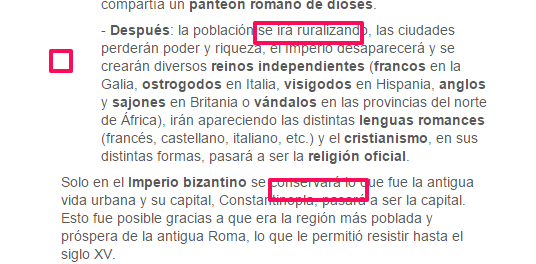 compartía un panteón romano de dioses.
- Después: la población se ira ruralizando, las ciudades
perderán poder y riqueza, el Imperio desaparecerá y se
crearán diversos reinos independientes (francos en la
Galia, ostrogodos en Italia, visigodos en Hispania, anglos
y sajones en Britania o vándalos en las provincias del norte
de África), irán apareciendo las distintas lenguas romances
(francés, castellano, italiano, etc.) y el cristianismo, en sus
distintas formas, pasará a ser la religión oficial.
Solo en el Imperio bizantino se conservará lo que fue la antigua
vida urbana y su capital, Constantinopla, pasará a ser la capital.
Esto fue posible gracias a que era la región más poblada y
próspera de la antigua Roma, lo que le permitió resistir hasta el
siglo XV.